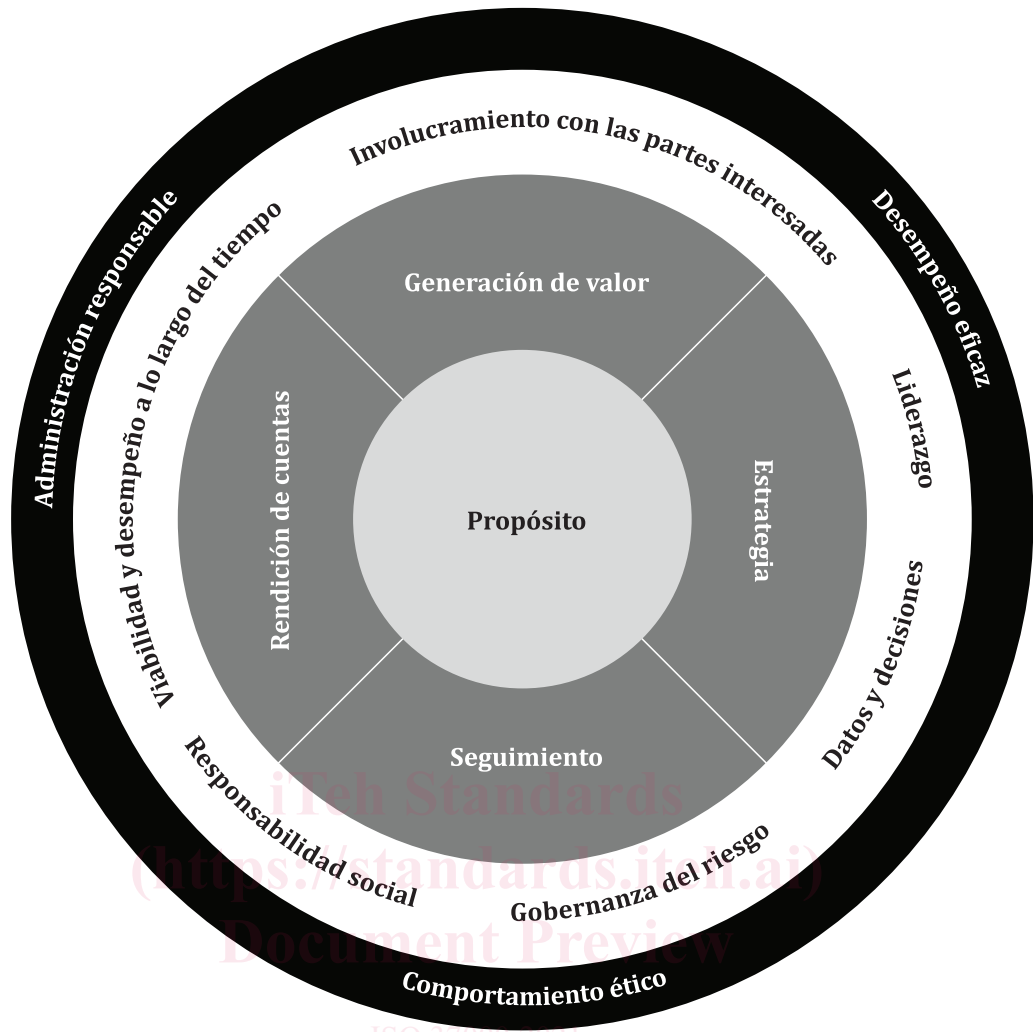 Involucramiento con las partes interesadas
Desempeño eficaz
Administración responsable
Viabilidad y desempeño a lo largo del tiempo
Generación de valor
Liderazgo
Rendición de cuentas
Estrategia
Propósito
Datos y decisiones
Seguimiento
Responsabilidad social
Gobernanza del riesgo
Comportamiento ético
iTeh Standards
(https://standards.iteh.ai)
Document Preview